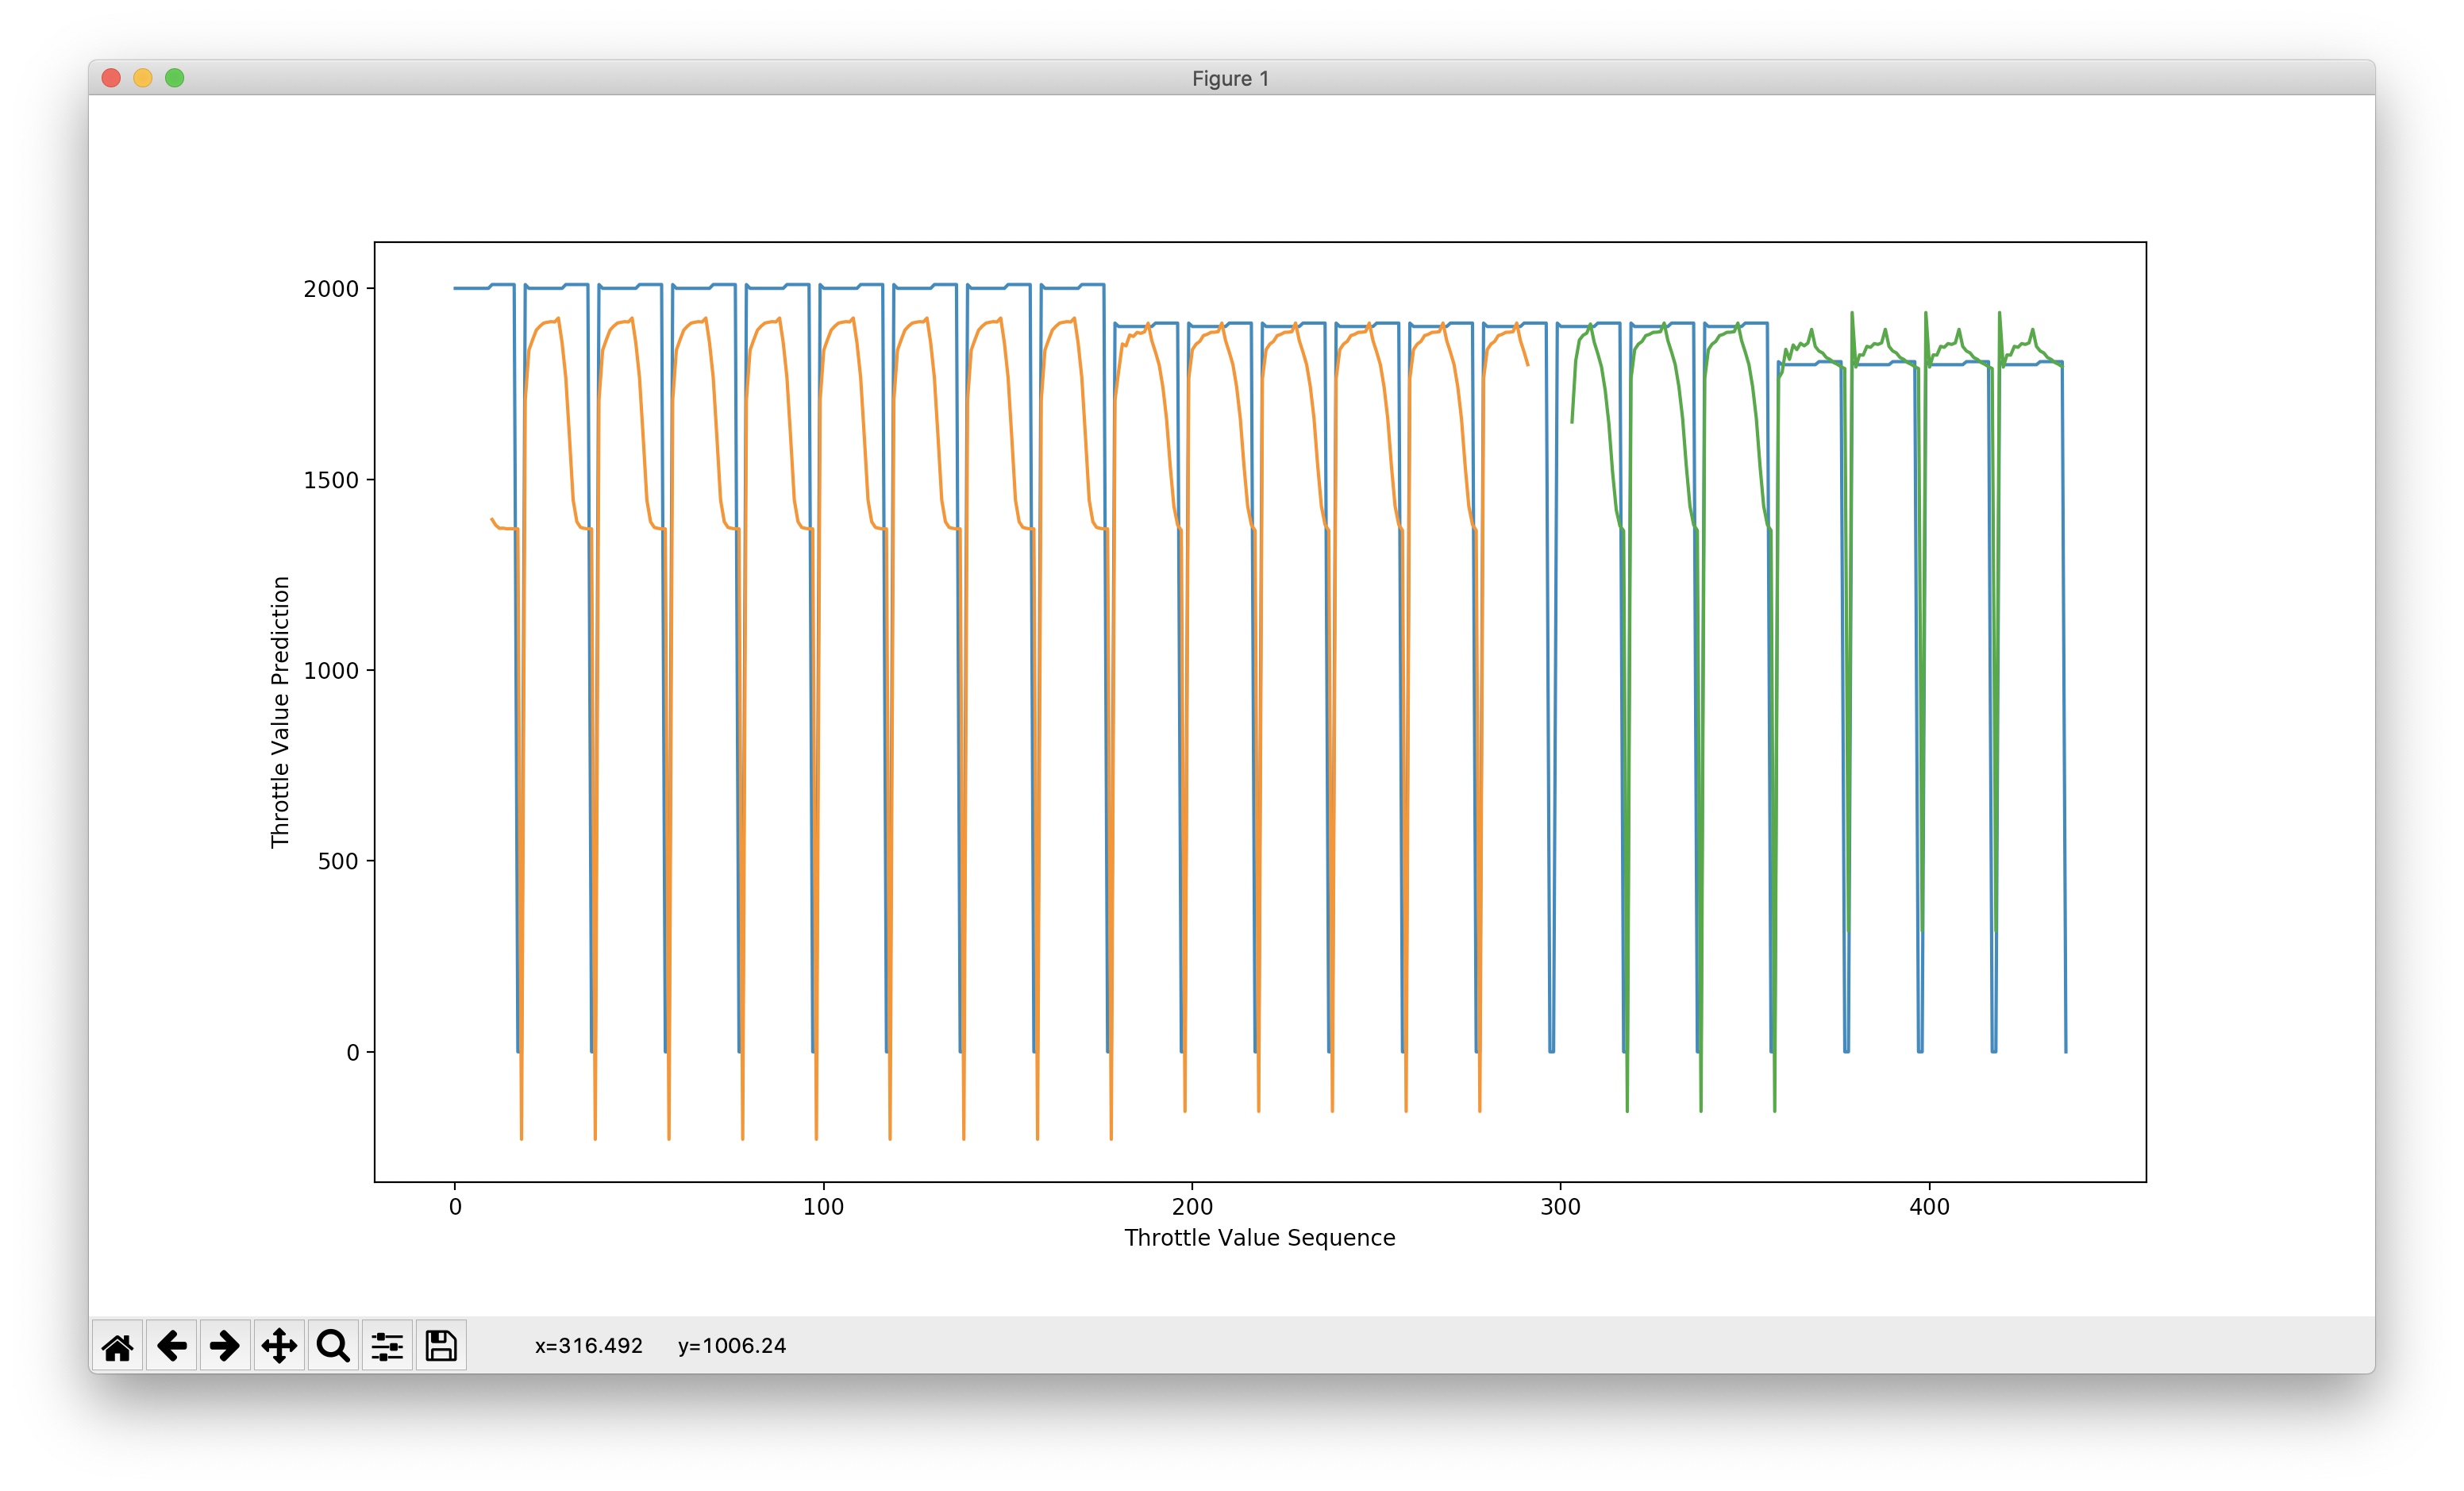 Figure 1
2000
1500
1000
500
0
Throttle Value Prediction
0 100 200 300 400
Throttle Value Sequence
x=316.492 y=1006.24